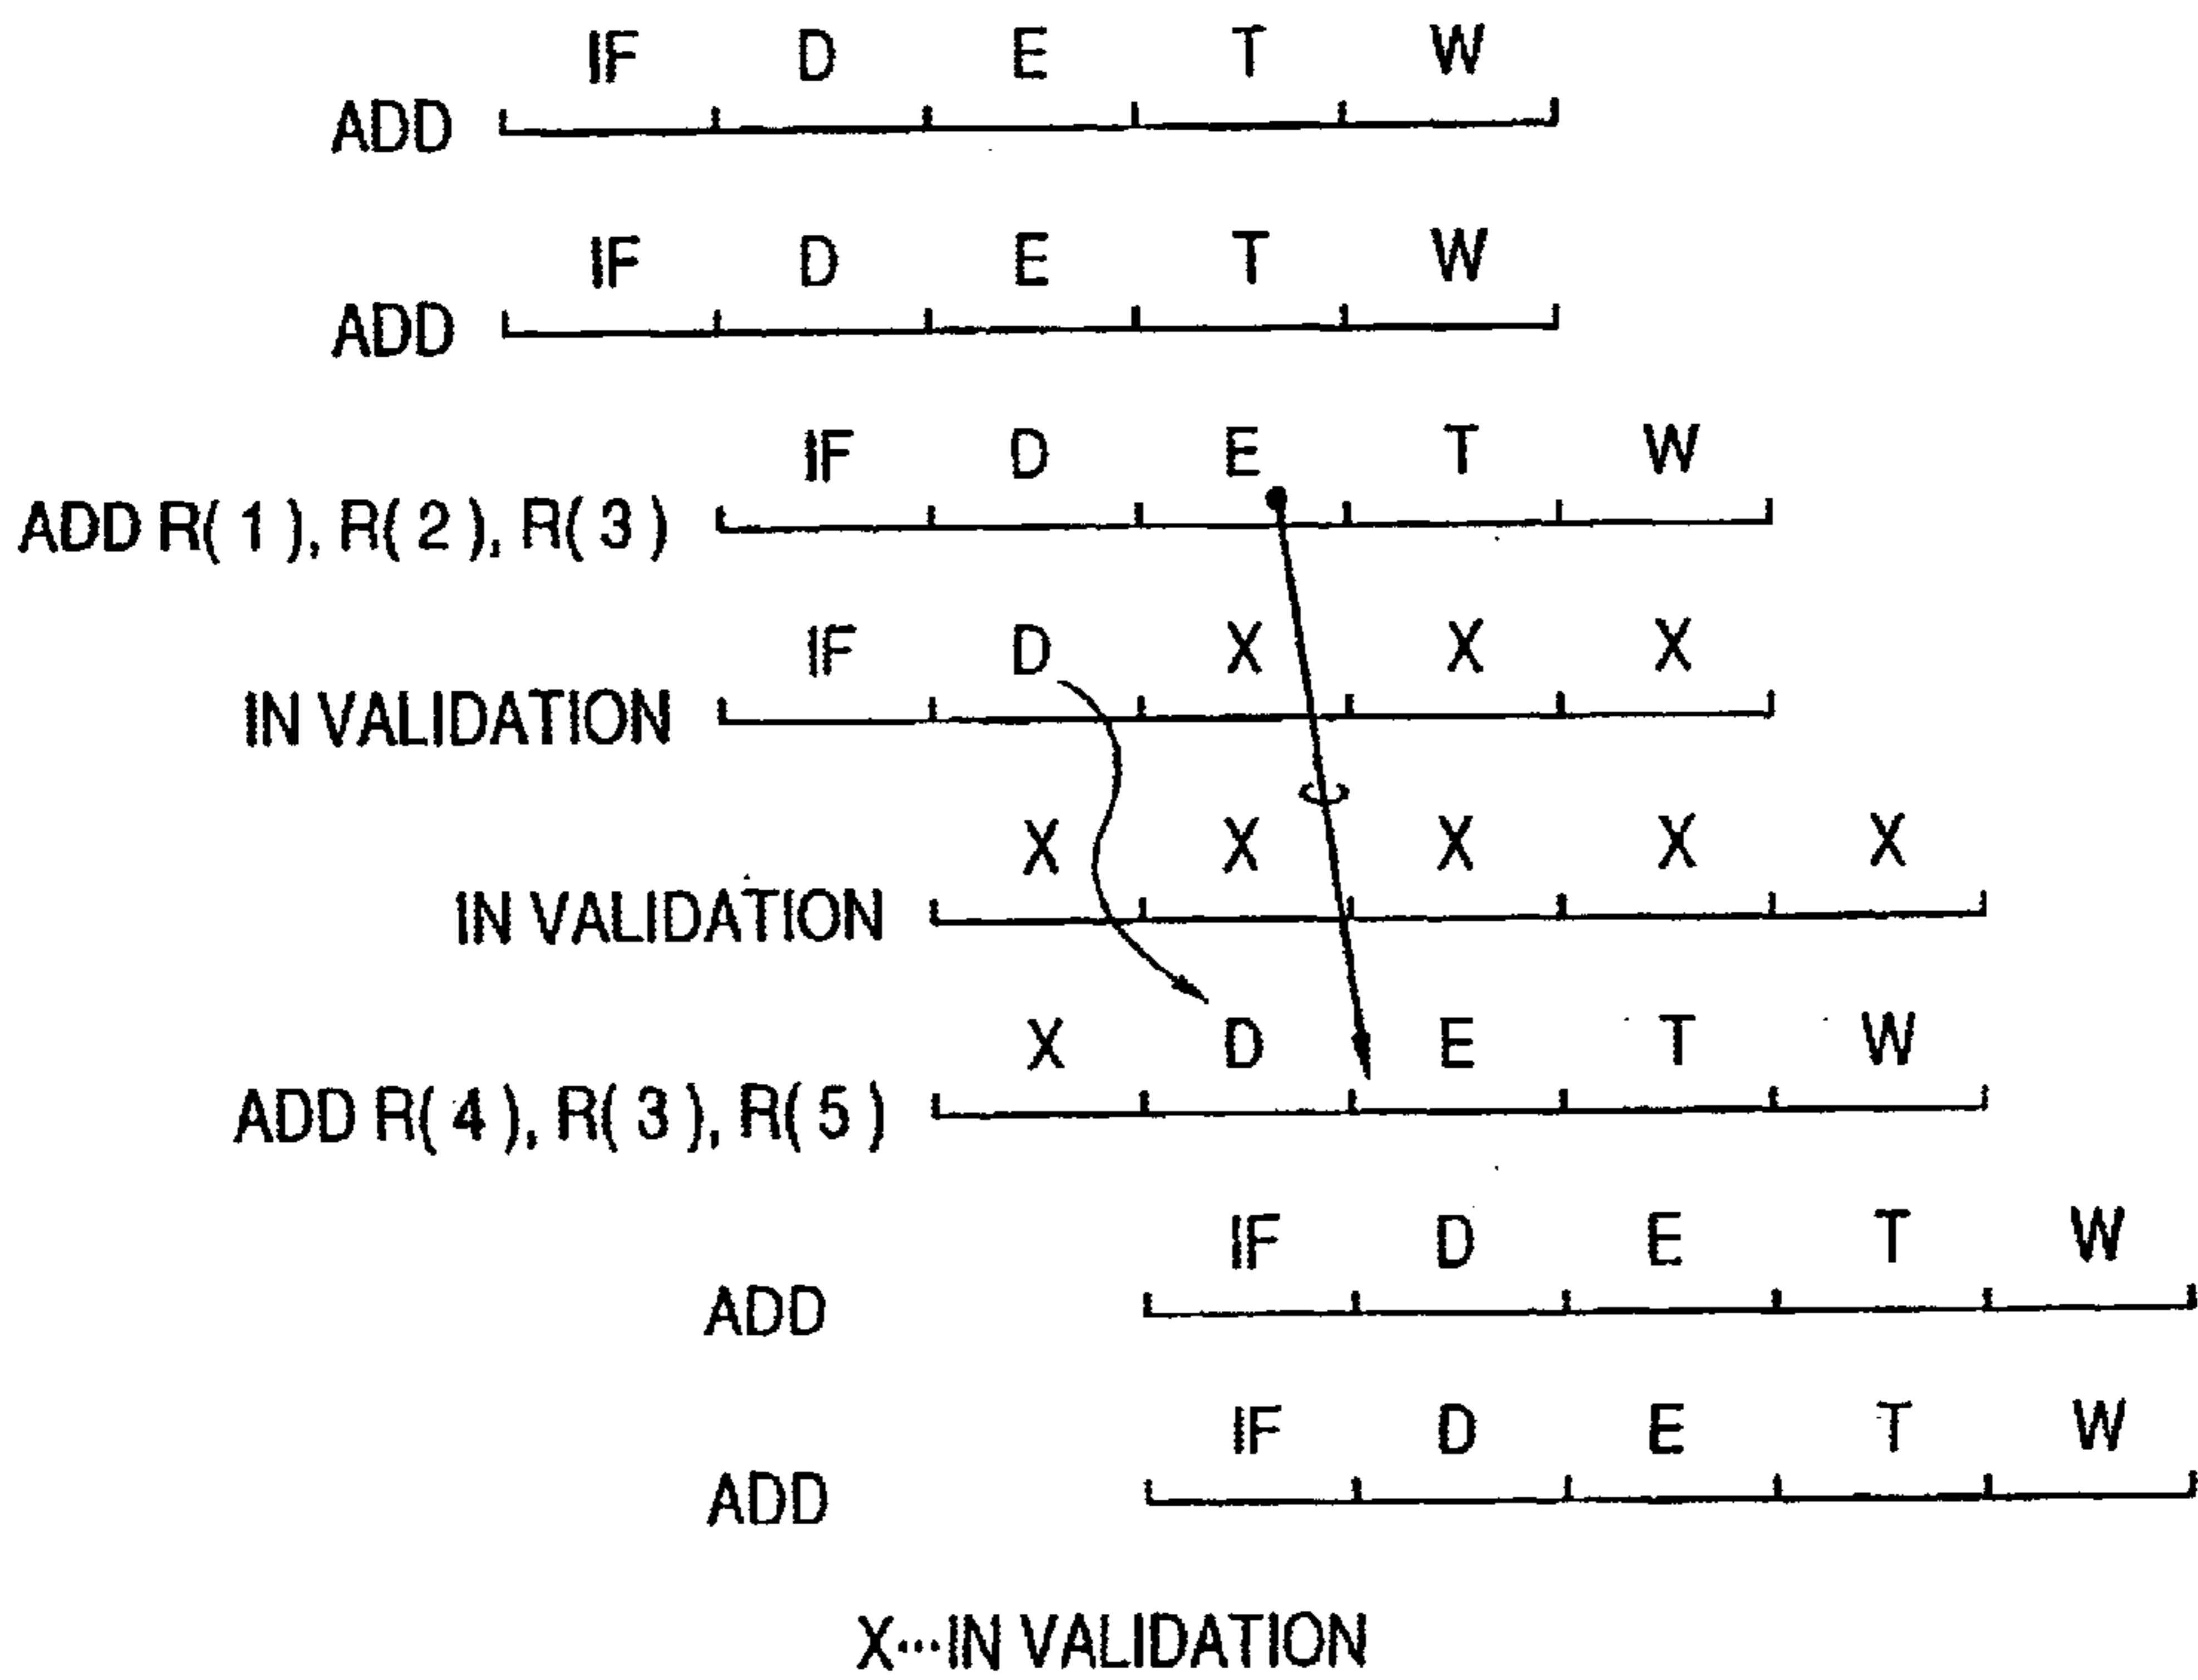 IF D E T W
ADD
IF D E T W
ADD
IF D E T W
ADD R( 1 ), R( 2 ), R( 3 )
IF D X X X
IN VALIDATION
X X X X X
IN VALIDATION
X D E T W
ADD R( 4 ), R( 3 ), R( 5 )
IF D E T W
ADD
IF D E T W
ADD
X···IN VALIDATION